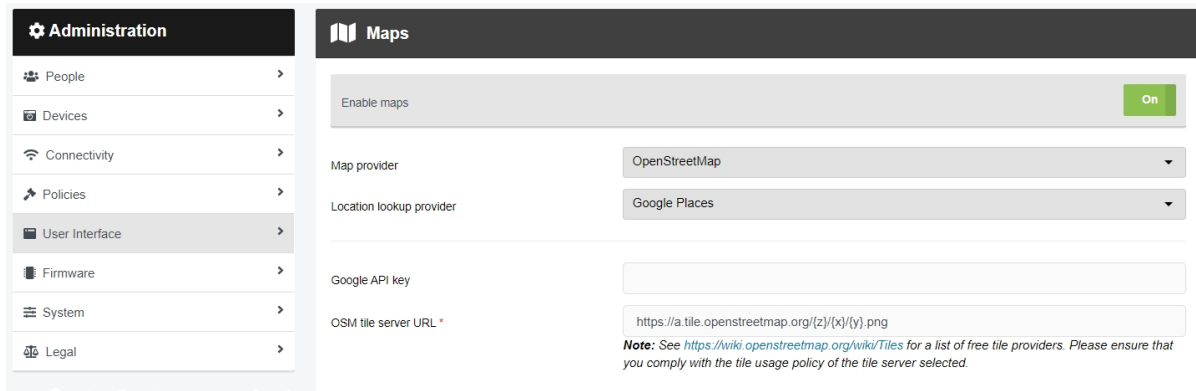 Administration
People
Devices
Connectivity
Policies
User Interface
Firmware
System
Legal
Maps
Enable maps
On
Map provider
OpenStreetMap
Location lookup provider
Google Places
Google API key
OSM tile server URL *
https://a.tile.openstreetmap.org/{z}/{x}/{y}.png
Note: See https://wiki.openstreetmap.org/wiki/Tiles for a list of free tile providers. Please ensure that
you comply with the tile usage policy of the tile server selected.